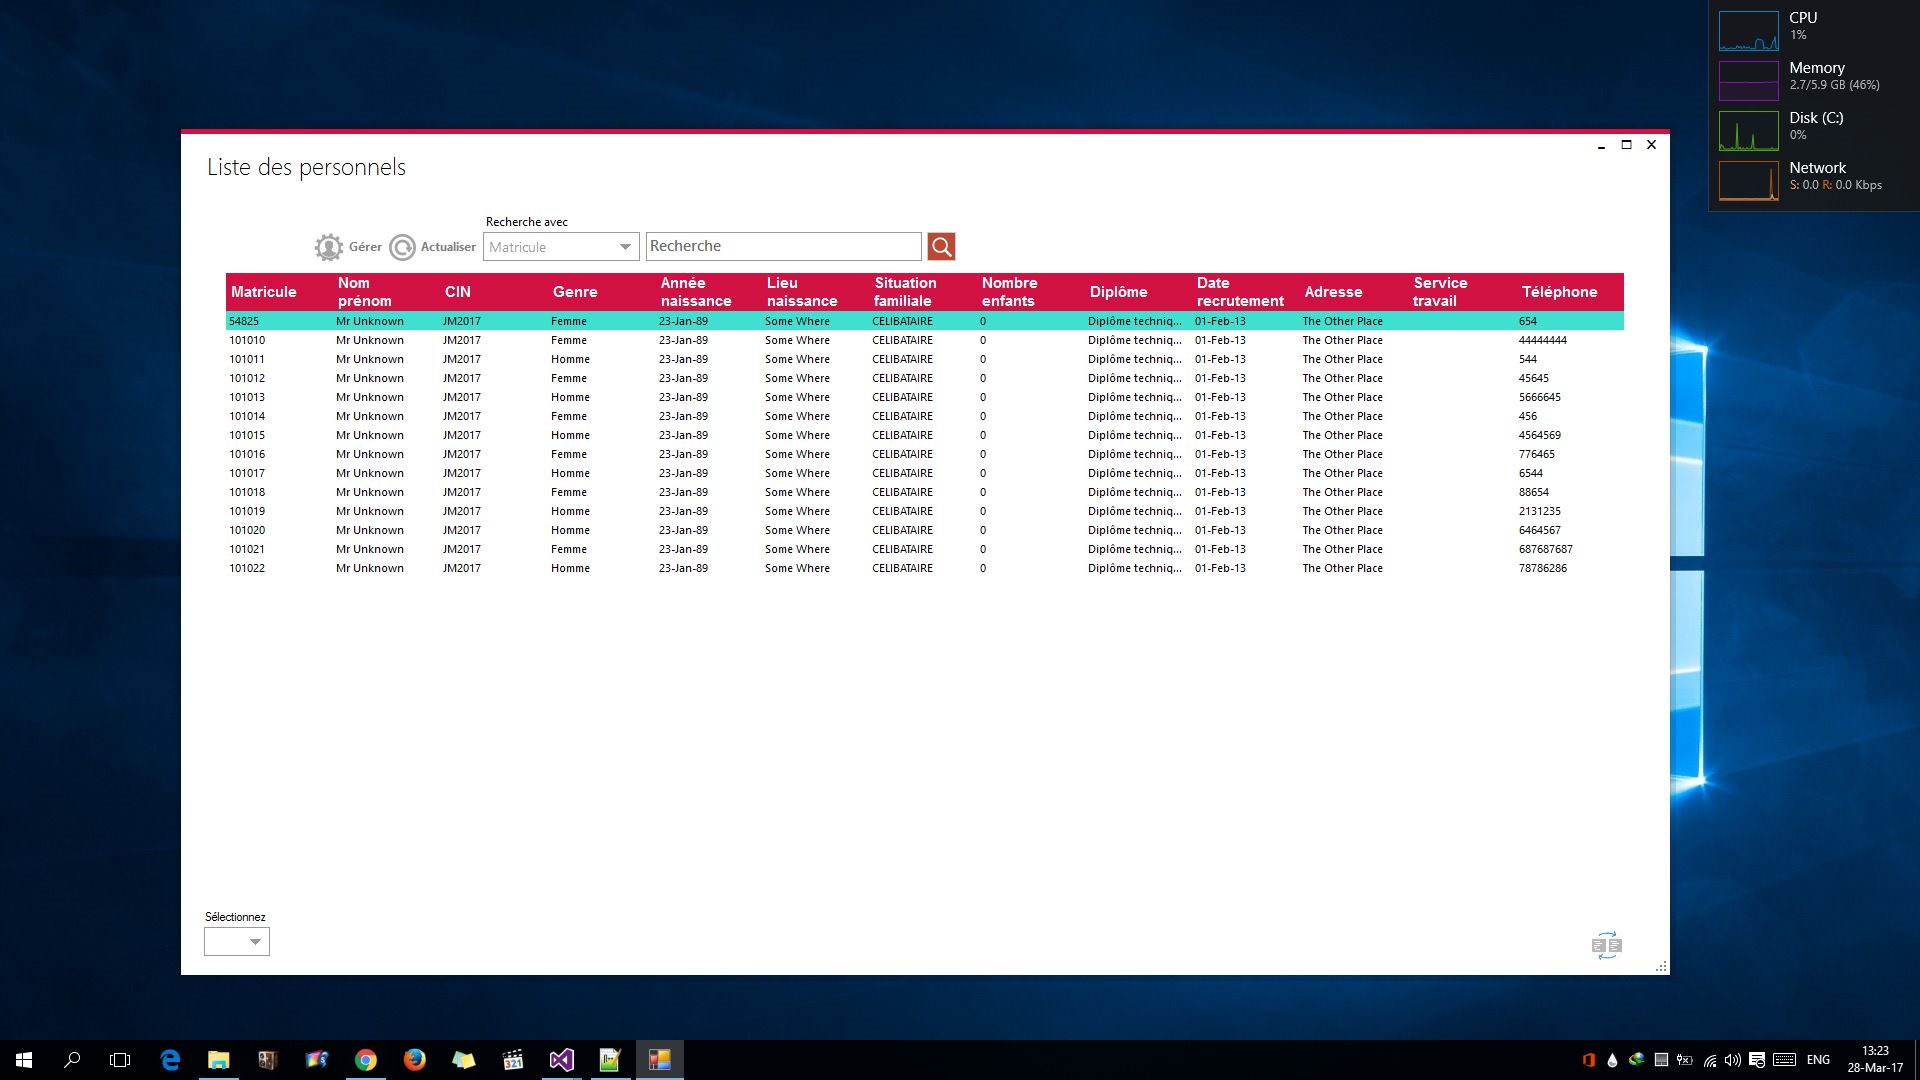 CPU
1%
Memory
2.7/5.9 GB (46%)
Disk (C:)
0%
Network
S: 0.0 R: 0.0 Kbps
Liste des personnels
Recherche avec
Gérer Actualiser Matricule Recherche
Matricule Nom prénom CIN Genre Année naissance Lieu naissance Situation familiale Nombre enfants Diplôme Date recrutement Adresse Service travail Téléphone
54825 Mr Unknown JM2017 Femme 23-Jan-89 Some Where CELIBATAIRE 0 Diplôme techniq... 01-Feb-13 The Other Place 654
101010 Mr Unknown JM2017 Femme 23-Jan-89 Some Where CELIBATAIRE 0 Diplôme techniq... 01-Feb-13 The Other Place 44444444
101011 Mr Unknown JM2017 Homme 23-Jan-89 Some Where CELIBATAIRE 0 Diplôme techniq... 01-Feb-13 The Other Place 544
101012 Mr Unknown JM2017 Femme 23-Jan-89 Some Where CELIBATAIRE 0 Diplôme techniq... 01-Feb-13 The Other Place 45645
101013 Mr Unknown JM2017 Homme 23-Jan-89 Some Where CELIBATAIRE 0 Diplôme techniq... 01-Feb-13 The Other Place 5666645
101014 Mr Unknown JM2017 Femme 23-Jan-89 Some Where CELIBATAIRE 0 Diplôme techniq... 01-Feb-13 The Other Place 456
101015 Mr Unknown JM2017 Homme 23-Jan-89 Some Where CELIBATAIRE 0 Diplôme techniq... 01-Feb-13 The Other Place 4564569
101016 Mr Unknown JM2017 Femme 23-Jan-89 Some Where CELIBATAIRE 0 Diplôme techniq... 01-Feb-13 The Other Place 776465
101017 Mr Unknown JM2017 Homme 23-Jan-89 Some Where CELIBATAIRE 0 Diplôme techniq... 01-Feb-13 The Other Place 6544
101018 Mr Unknown JM2017 Femme 23-Jan-89 Some Where CELIBATAIRE 0 Diplôme techniq... 01-Feb-13 The Other Place 88654
101019 Mr Unknown JM2017 Homme 23-Jan-89 Some Where CELIBATAIRE 0 Diplôme techniq... 01-Feb-13 The Other Place 2131235
101020 Mr Unknown JM2017 Homme 23-Jan-89 Some Where CELIBATAIRE 0 Diplôme techniq... 01-Feb-13 The Other Place 6464567
101021 Mr Unknown JM2017 Femme 23-Jan-89 Some Where CELIBATAIRE 0 Diplôme techniq... 01-Feb-13 The Other Place 687687687
101022 Mr Unknown JM2017 Homme 23-Jan-89 Some Where CELIBATAIRE 0 Diplôme techniq... 01-Feb-13 The Other Place 78786286
Sélectionnez
321
ENG
13:23
28-Mar-17